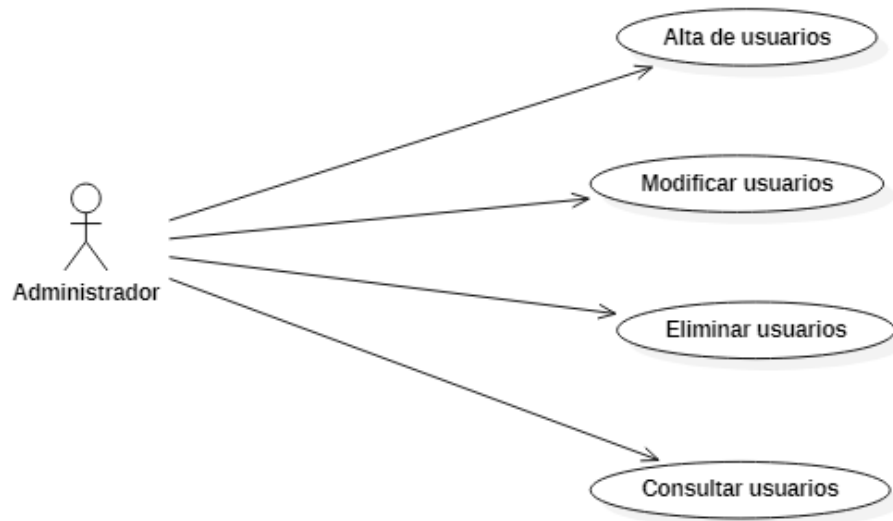 Alta de usuarios
Modificar usuarios
Administrador
Eliminar usuarios
Consultar usuarios